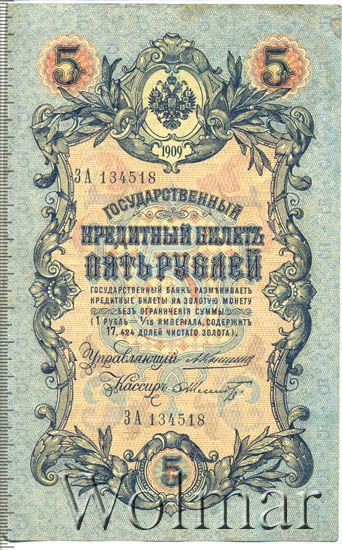 5 5
1909
ЗА 134518
ГОСУДАРСТВЕННЫЙ
КРЕДИТНЫЙ БИЛЕТЪ
ПЯТЬ РУБЛЕЙ
ГОСУДАРСТВЕННЫЙ БАНКЪ РАЗМѢНИВАЕТЪ
КРЕДИТНЫЕ БИЛЕТЫ НА ЗОЛОТУЮ МОНЕТУ
БЕЗЪ ОГРАНИЧЕНІЯ СУММЫ
(1 РУБЛЬ = 1/15 ИМПЕРІАЛА, СОДЕРЖИТЪ
17,424 ДОЛЕЙ ЧИСТАГО ЗОЛОТА).
Управляющій
Кассиръ
ЗА 134518
5
Wolmar